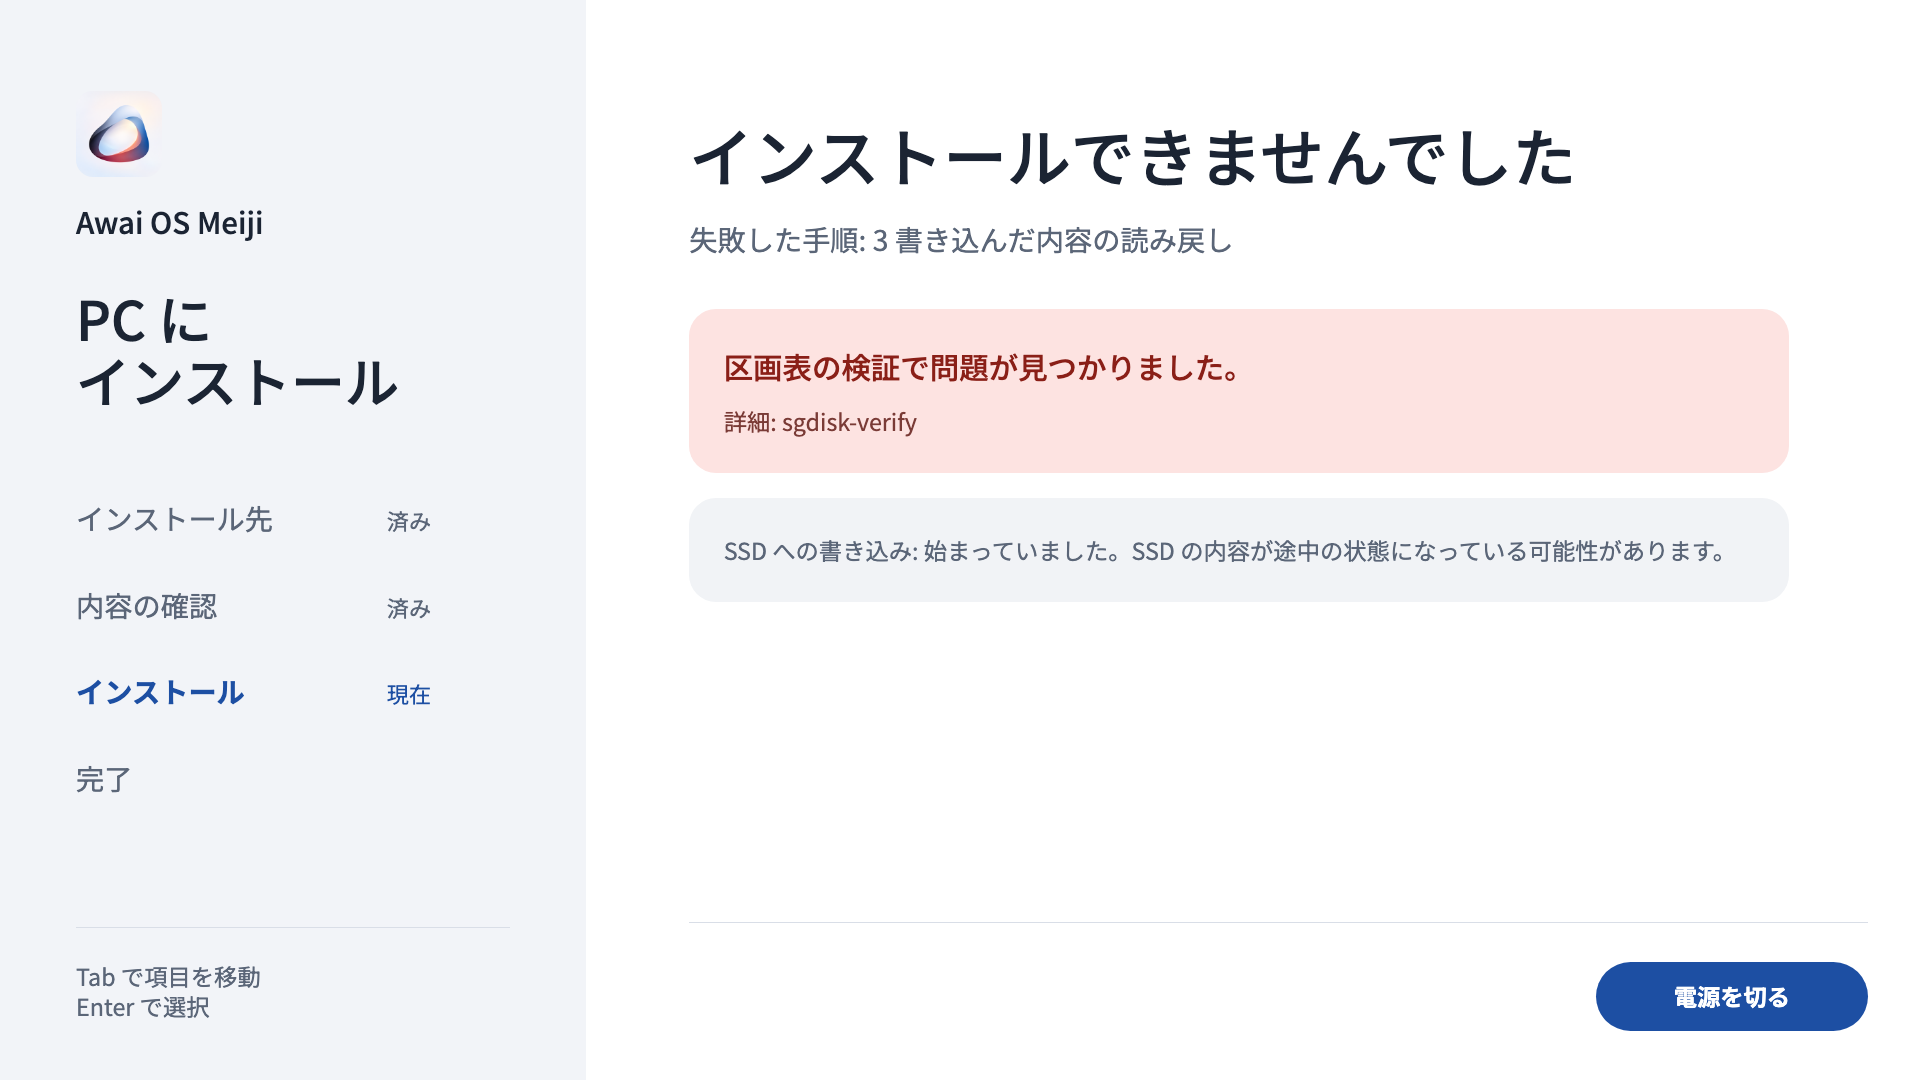 Awai OS Meiji
PC に
インストール
インストール先 済み
内容の確認 済み
インストール 現在
完了
Tab で項目を移動
Enter で選択
インストールできませんでした
失敗した手順: 3 書き込んだ内容の読み戻し
区画表の検証で問題が見つかりました。
詳細: sgdisk-verify
SSD への書き込み: 始まっていました。SSD の内容が途中の状態になっている可能性があります。
電源を切る